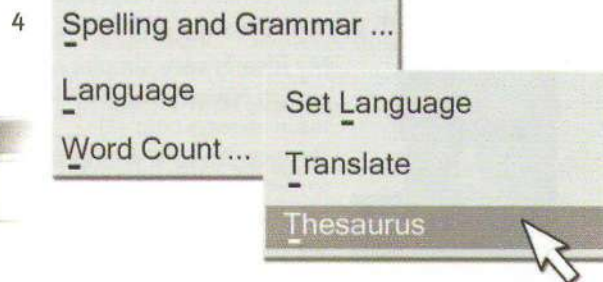 4
Spelling and Grammar ...
Language
Word Count ...
Set Language
Translate
Thesaurus